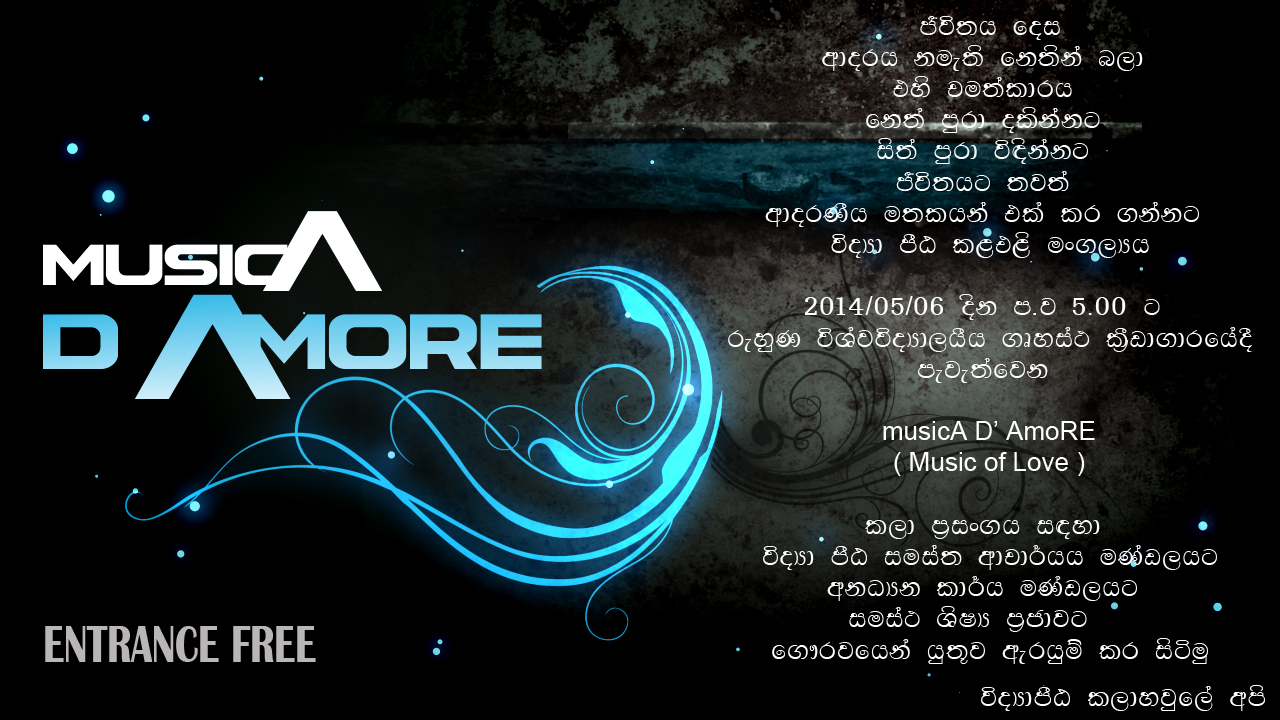 MUSICA
D AMORE
ENTRANCE FREE
ජීවිතය දෙස
ආදරය නමැති නෙතින් බලා
එහි චමත්කාරය
නෙත් පුරා දකින්නට
සිත් පුරා විඳින්නට
ජීවිතයට තවත්
ආදරණීය මතකයන් එක් කර ගන්නට
විද්‍යා පීඨ කළඑළි මංගල්‍යය
2014/05/06 දින ප.ව 5.00 ට
රුහුණ විශ්වවිද්‍යාලයීය ගෘහස්ථ ක්‍රීඩාගාරයේදී
පැවැත්වෙන
musicA D’ AmoRE
( Music of Love )
කලා ප්‍රසංගය සඳහා
විද්‍යා පීඨ සමස්ත ආචාර්යය මණ්ඩලයට
අනධ්‍යන කාර්ය මණ්ඩලයට
සමස්ථ ශිෂ්‍ය ප්‍රජාවට
ගෞරවයෙන් යුතුව ඇරයුම් කර සිටිමු
විද්‍යාපීඨ කලාහවුලේ අපි